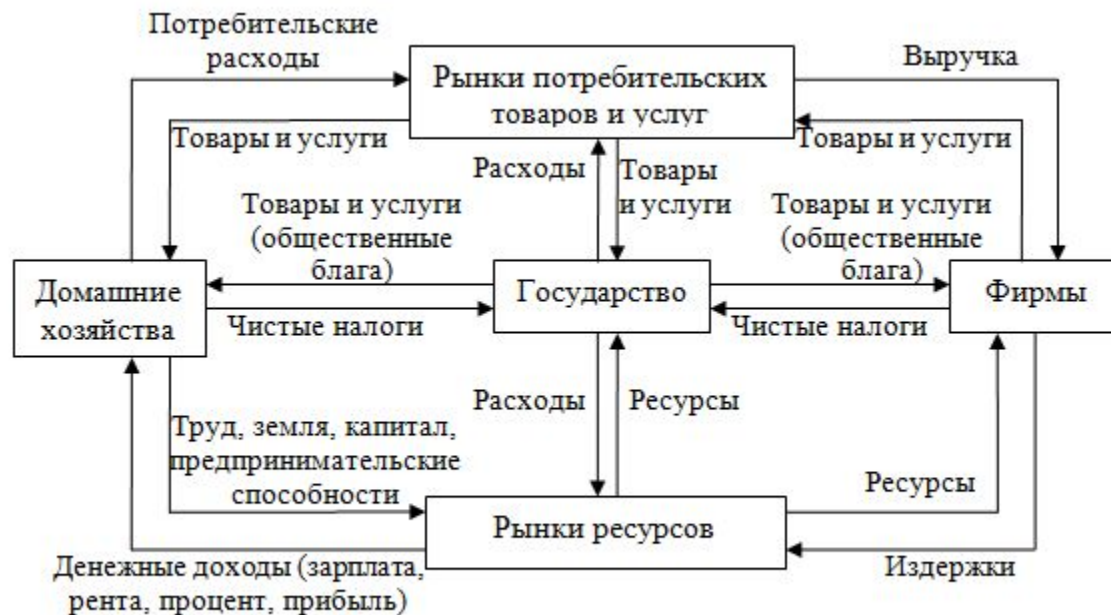 Потребительские
расходы
Рынки потребительских
товаров и услуг
Выручка
Товары и услуги
Расходы
Товары
и услуги
Товары и услуги
Товары и услуги
(общественные
блага)
Товары и услуги
(общественные
блага)
Домашние
хозяйства
Государство
Фирмы
Чистые налоги
Чистые налоги
Расходы
Ресурсы
Труд, земля, капитал,
предпринимательские
способности
Рынки ресурсов
Ресурсы
Денежные доходы (зарплата,
рента, процент, прибыль)
Издержки